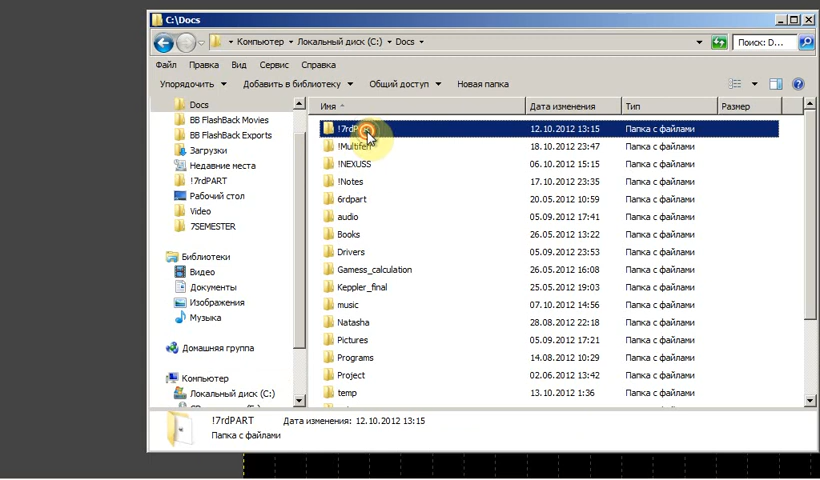 C:\Docs
Компьютер ▸ Локальный диск (C:) ▸ Docs ▸
Поиск: D...
Файл Правка Вид Сервис Справка
Упорядочить Добавить в библиотеку Общий доступ Новая папка
Имя Дата изменения Тип Размер
Docs
BB FlashBack Movies
BB FlashBack Exports
Загрузки
Недавние места
!7rdPART
Рабочий стол
Video
7SEMESTER
Библиотеки
Видео
Документы
Изображения
Музыка
Домашняя группа
Компьютер
Локальный диск (C:)
12.10.2012 13:15 Папка с файлами
18.10.2012 23:47 Папка с файлами
!NEXUSS 06.10.2012 15:15 Папка с файлами
!Notes 17.10.2012 23:35 Папка с файлами
6rdpart 20.05.2012 10:59 Папка с файлами
audio 05.09.2012 17:41 Папка с файлами
Books 26.05.2012 13:22 Папка с файлами
Drivers 05.09.2012 23:53 Папка с файлами
Gamess_calculation 26.05.2012 16:08 Папка с файлами
Keppler_final 25.05.2012 19:03 Папка с файлами
music 07.10.2012 14:56 Папка с файлами
Natasha 28.08.2012 22:18 Папка с файлами
Pictures 05.09.2012 17:21 Папка с файлами
Programs 14.08.2012 10:29 Папка с файлами
Project 02.06.2012 13:42 Папка с файлами
temp 13.10.2012 1:36 Папка с файлами
!7rdPART Дата изменения: 12.10.2012 13:15
Папка с файлами